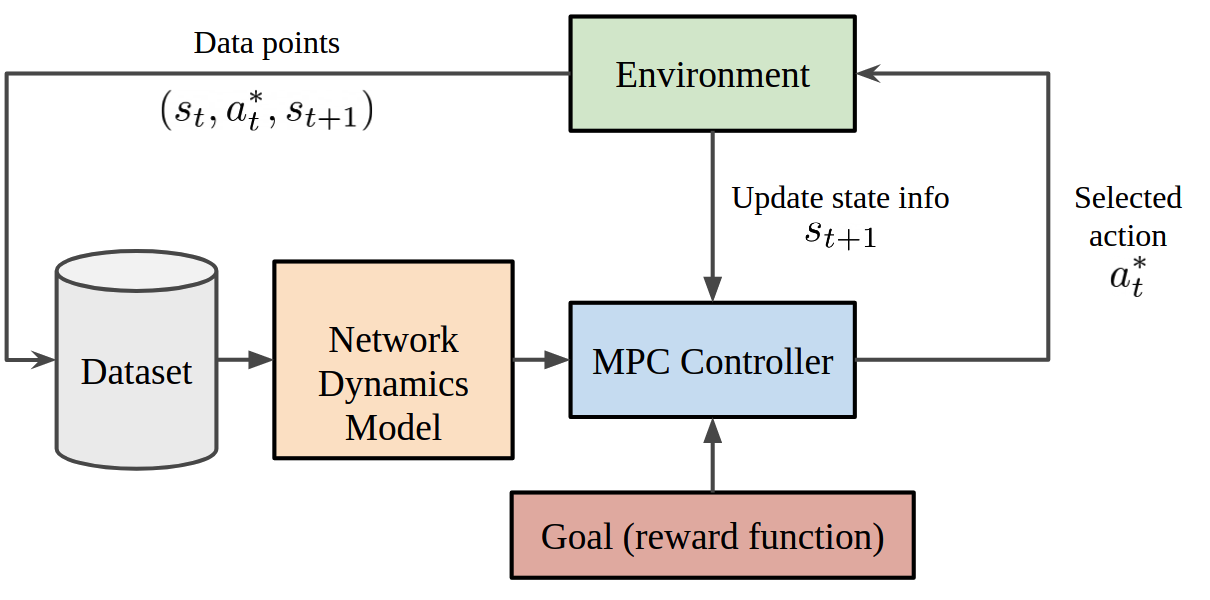 Data points
(s_t, a_t^*, s_{t+1})
Environment
Update state info
s_{t+1}
Selected
action
a_t^*
Dataset
Network
Dynamics
Model
MPC Controller
Goal (reward function)